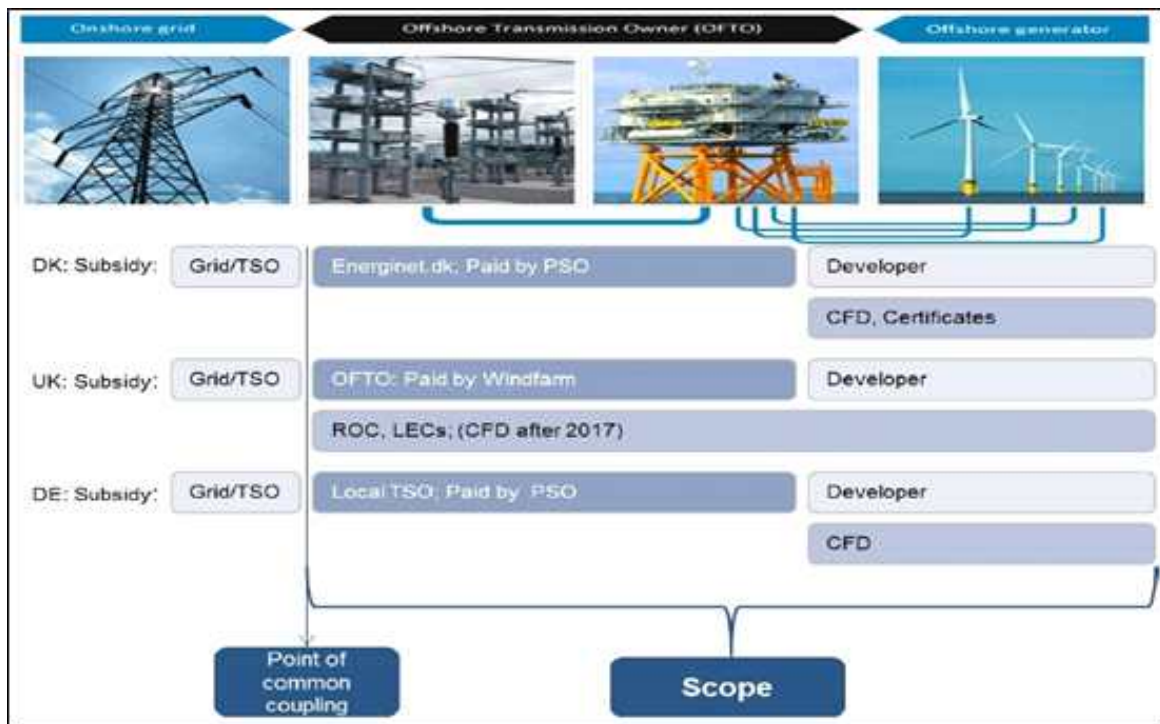 Onshore grid
Offshore Transmission Owner (OFTO)
Offshore generator
DK: Subsidy:
Grid/TSO
Energinet.dk; Paid by PSO
Developer
CFD, Certificates
UK: Subsidy:
Grid/TSO
OFTO: Paid by Windfarm
Developer
ROC, LECs; (CFD after 2017)
DE: Subsidy:
Grid/TSO
Local TSO; Paid by PSO
Developer
CFD
Point of
common
coupling
Scope